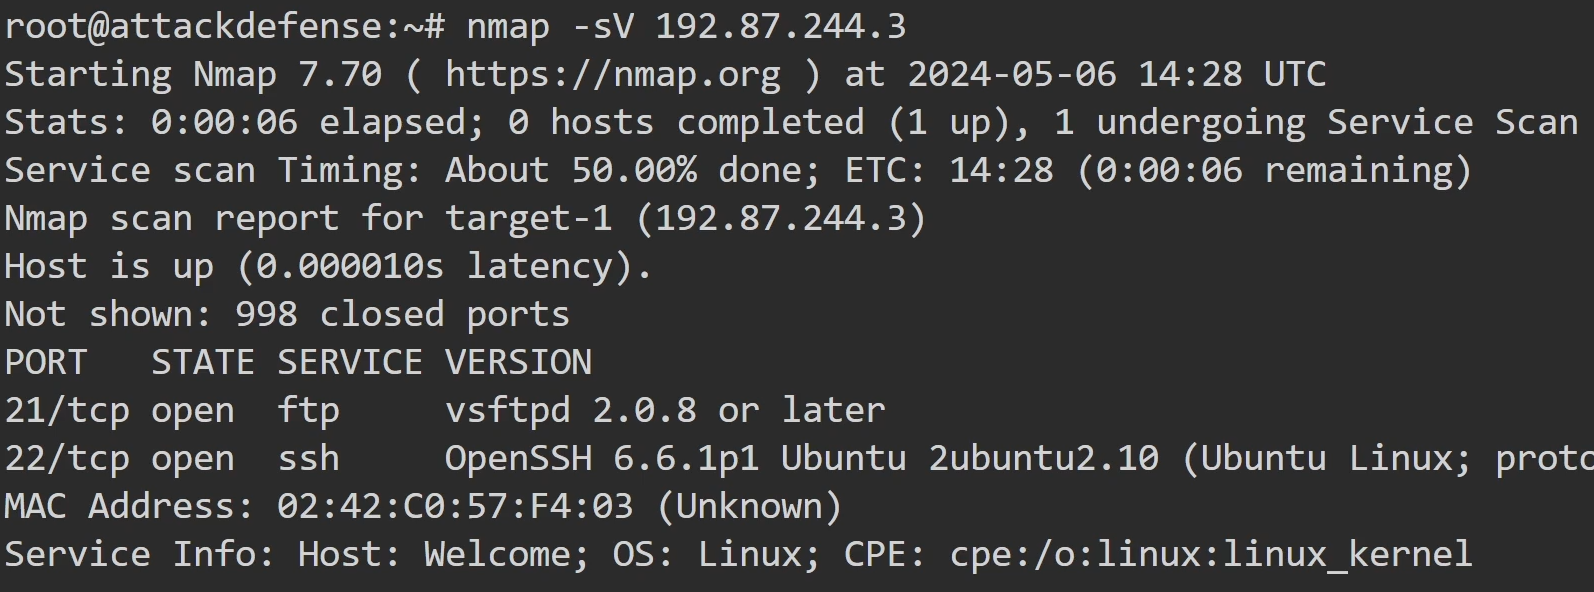 root@attackdefense:~# nmap -sV 192.87.244.3
Starting Nmap 7.70 ( https://nmap.org ) at 2024-05-06 14:28 UTC
Stats: 0:00:06 elapsed; 0 hosts completed (1 up), 1 undergoing Service Scan
Service scan Timing: About 50.00% done; ETC: 14:28 (0:00:06 remaining)
Nmap scan report for target-1 (192.87.244.3)
Host is up (0.000010s latency).
Not shown: 998 closed ports
PORT   STATE SERVICE VERSION
21/tcp open  ftp     vsftpd 2.0.8 or later
22/tcp open  ssh     OpenSSH 6.6.1p1 Ubuntu 2ubuntu2.10 (Ubuntu Linux; proto
MAC Address: 02:42:C0:57:F4:03 (Unknown)
Service Info: Host: Welcome; OS: Linux; CPE: cpe:/o:linux:linux_kernel